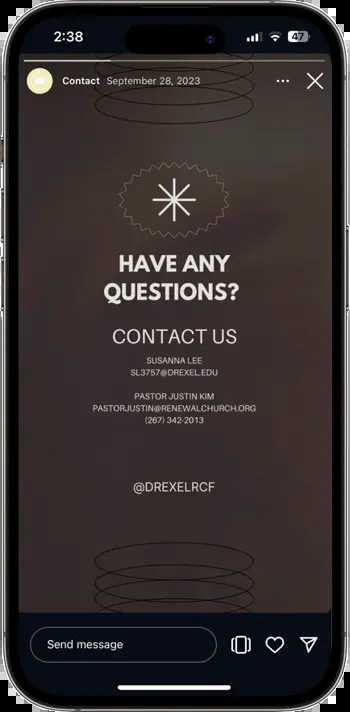 2:38
47
Contact September 28, 2023
HAVE ANY
QUESTIONS?
CONTACT US
SUSANNA LEE
SL3757@DREXEL.EDU
PASTOR JUSTIN KIM
PASTORJUSTIN@RENEWALCHURCH.ORG
(267) 342-2013
@DREXELRCF
Send message